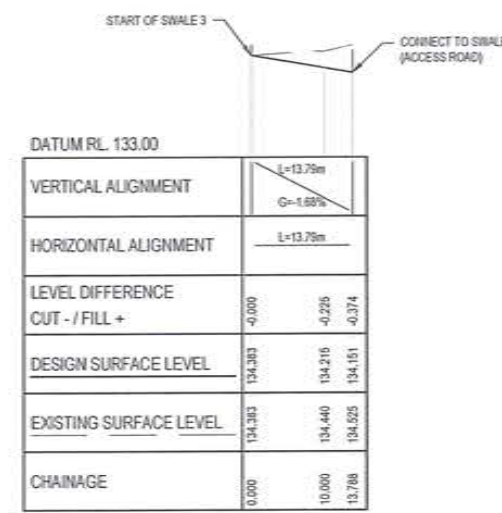 START OF SWALE 3
CONNECT TO SWALE
(ACCESS ROAD)
DATUM RL. 133.00
VERTICAL ALIGNMENT
L=13.79m
G=-1.68%
HORIZONTAL ALIGNMENT
L=13.79m
LEVEL DIFFERENCE
CUT - / FILL +
-0.000 -0.225 -0.374
DESIGN SURFACE LEVEL
134.383 134.215 134.151
EXISTING SURFACE LEVEL
134.383 134.440 134.525
CHAINAGE
0.000 10.000 13.788